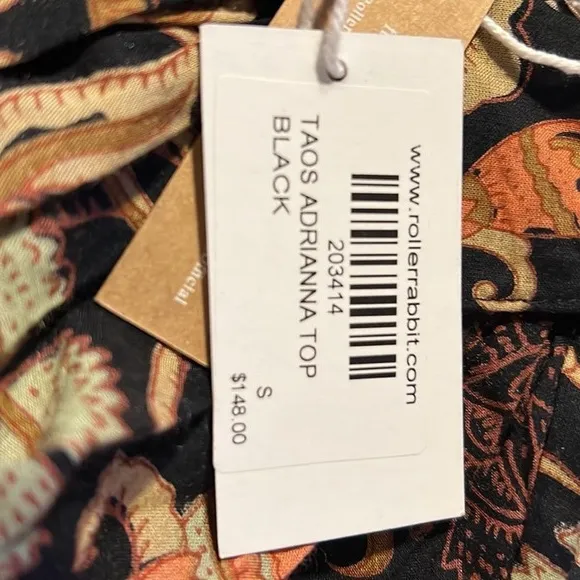 www.rollerrabbit.com
203414
TAOS ADRIANNA TOP
BLACK
S
$148.00